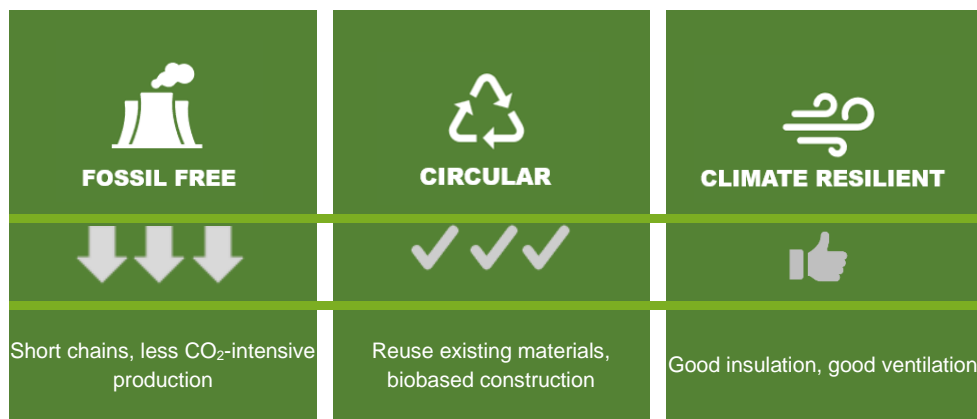 FOSSIL FREE
CIRCULAR
CLIMATE RESILIENT
Short chains, less CO₂-intensive
production
Reuse existing materials,
biobased construction
Good insulation, good ventilation